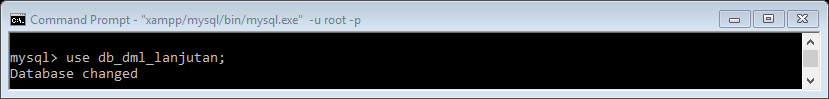 Command Prompt - "xampp/mysql/bin/mysql.exe" -u root -p
mysql> use db_dml_lanjutan;
Database changed